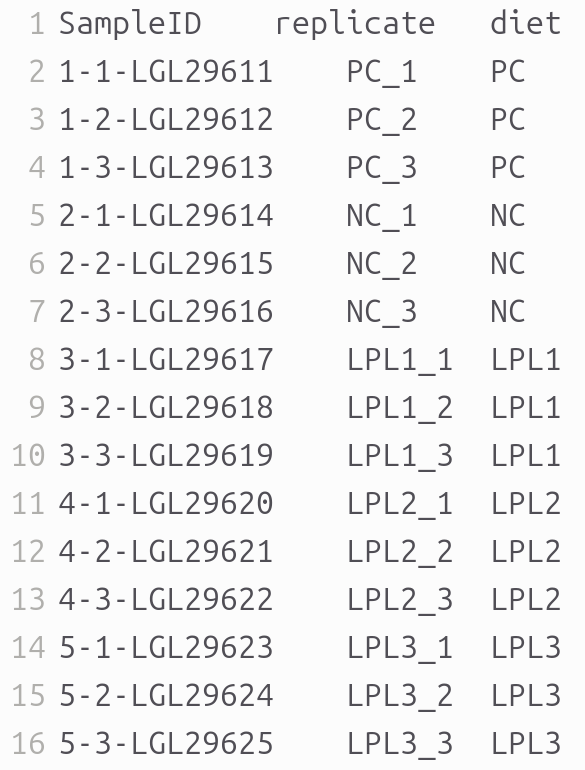 1 SampleID replicate diet
2 1-1-LGL29611 PC_1 PC
3 1-2-LGL29612 PC_2 PC
4 1-3-LGL29613 PC_3 PC
5 2-1-LGL29614 NC_1 NC
6 2-2-LGL29615 NC_2 NC
7 2-3-LGL29616 NC_3 NC
8 3-1-LGL29617 LPL1_1 LPL1
9 3-2-LGL29618 LPL1_2 LPL1
10 3-3-LGL29619 LPL1_3 LPL1
11 4-1-LGL29620 LPL2_1 LPL2
12 4-2-LGL29621 LPL2_2 LPL2
13 4-3-LGL29622 LPL2_3 LPL2
14 5-1-LGL29623 LPL3_1 LPL3
15 5-2-LGL29624 LPL3_2 LPL3
16 5-3-LGL29625 LPL3_3 LPL3